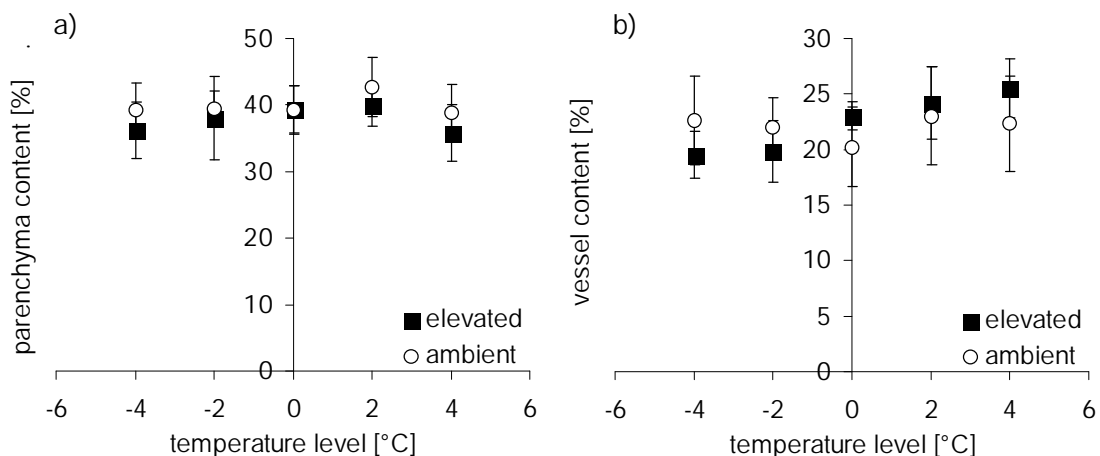 a)
.
parenchyma content [%]
50
40
30
20
10
0
-6 -4 -2 0 2 4 6
temperature level [°C]
elevated
ambient
b)
vessel content [%]
30
25
20
15
10
5
0
-6 -4 -2 0 2 4 6
temperature level [°C]
elevated
ambient